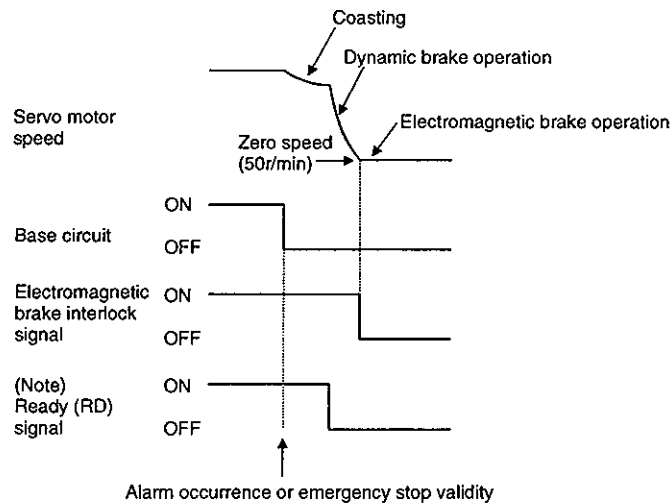 Coasting
Dynamic brake operation
Servo motor
speed
Electromagnetic brake operation
Zero speed
(50r/min)
ON
Base circuit
OFF
Electromagnetic
brake interlock
signal
ON
OFF
(Note)
Ready (RD)
signal
ON
OFF
Alarm occurrence or emergency stop validity